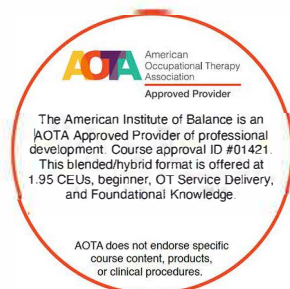 AOTA
American
Occupational Therapy
Association
Approved Provider
The American Institute of Balance is an
AOTA Approved Provider of professional
development. Course approval ID #01421.
This blended/hybrid format is offered at
1.95 CEUs, beginner, OT Service Delivery,
and Foundational Knowledge.
AOTA does not endorse specific
course content, products,
or clinical procedures.